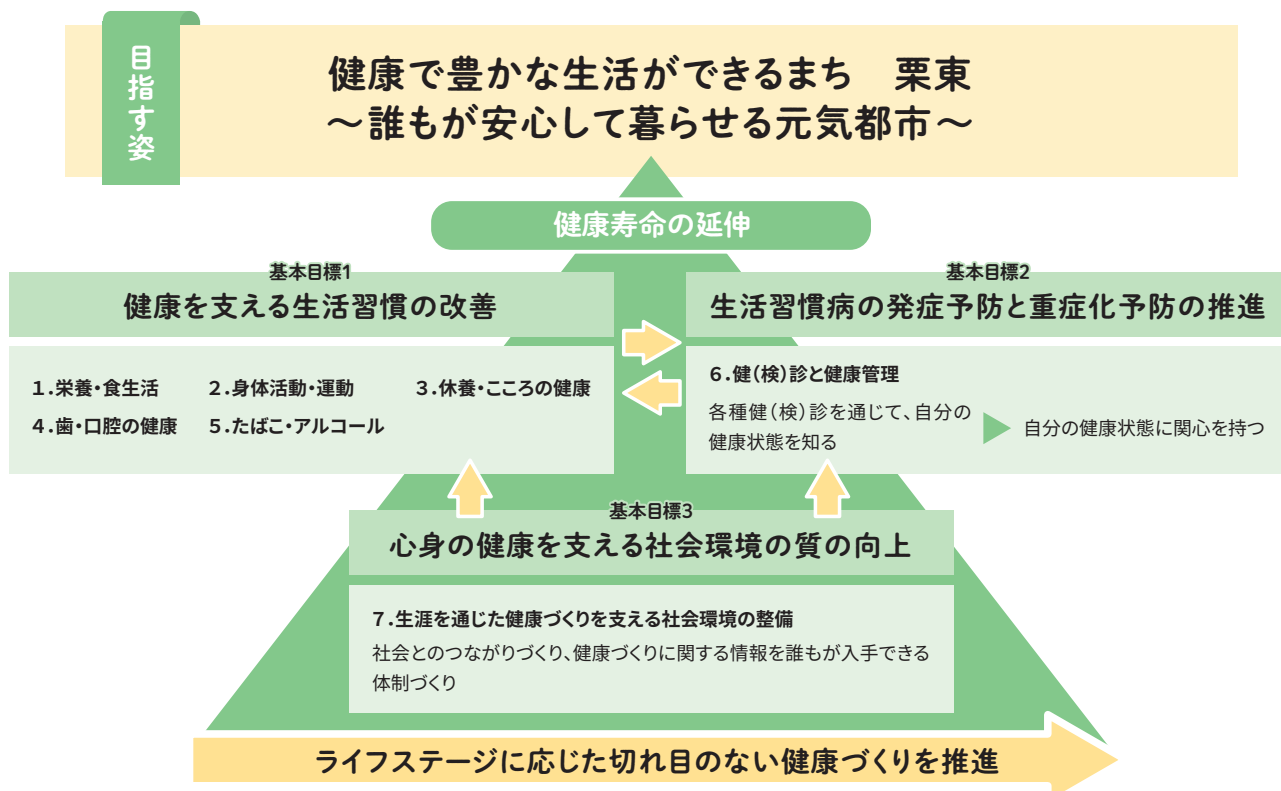 目指す姿
健康で豊かな生活ができるまち　栗東
～誰もが安心して暮らせる元気都市～
健康寿命の延伸
基本目標1
健康を支える生活習慣の改善
1.栄養・食生活　2.身体活動・運動　3.休養・こころの健康
4.歯・口腔の健康　5.たばこ・アルコール
基本目標2
生活習慣病の発症予防と重症化予防の推進
6.健(検)診と健康管理
各種健(検)診を通じて、自分の
健康状態を知る
自分の健康状態に関心を持つ
基本目標3
心身の健康を支える社会環境の質の向上
7.生涯を通じた健康づくりを支える社会環境の整備
社会とのつながりづくり、健康づくりに関する情報を誰もが入手できる
体制づくり
ライフステージに応じた切れ目のない健康づくりを推進